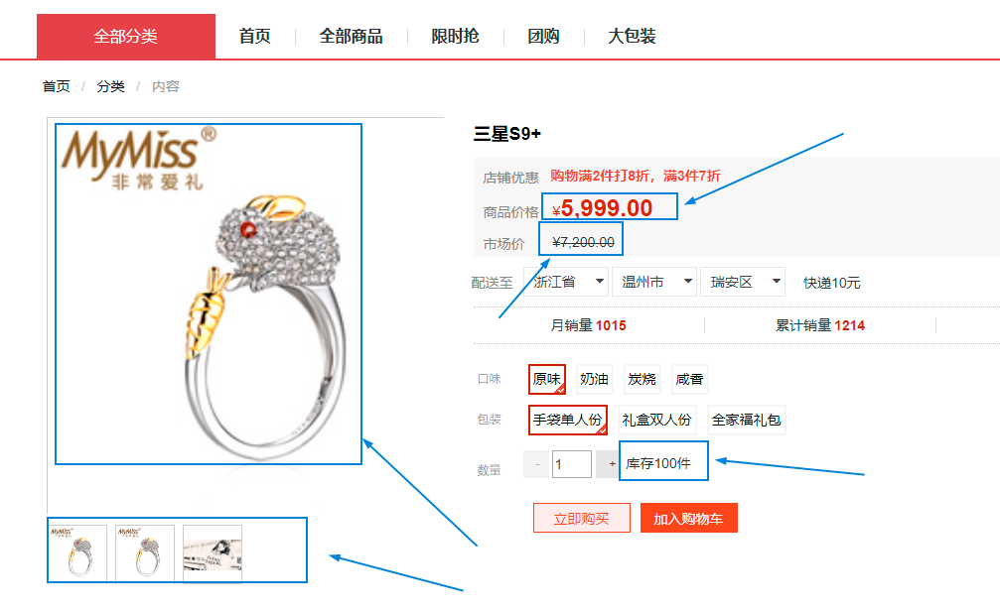 全部分类 首页 全部商品 限时抢 团购 大包装
首页 / 分类 / 内容
MyMiss®
非常爱礼
三星S9+
店铺优惠 购物满2件打8折，满3件7折
商品价格 ¥5,999.00
市场价 ¥7,200.00
配送至 浙江省 温州市 瑞安区 快递10元
月销量 1015 累计销量 1214
口味 原味 奶油 炭烧 咸香
包装 手袋单人份 礼盒双人份 全家福礼包
数量 - 1 + 库存100件
立即购买 加入购物车
MyMiss MyMiss